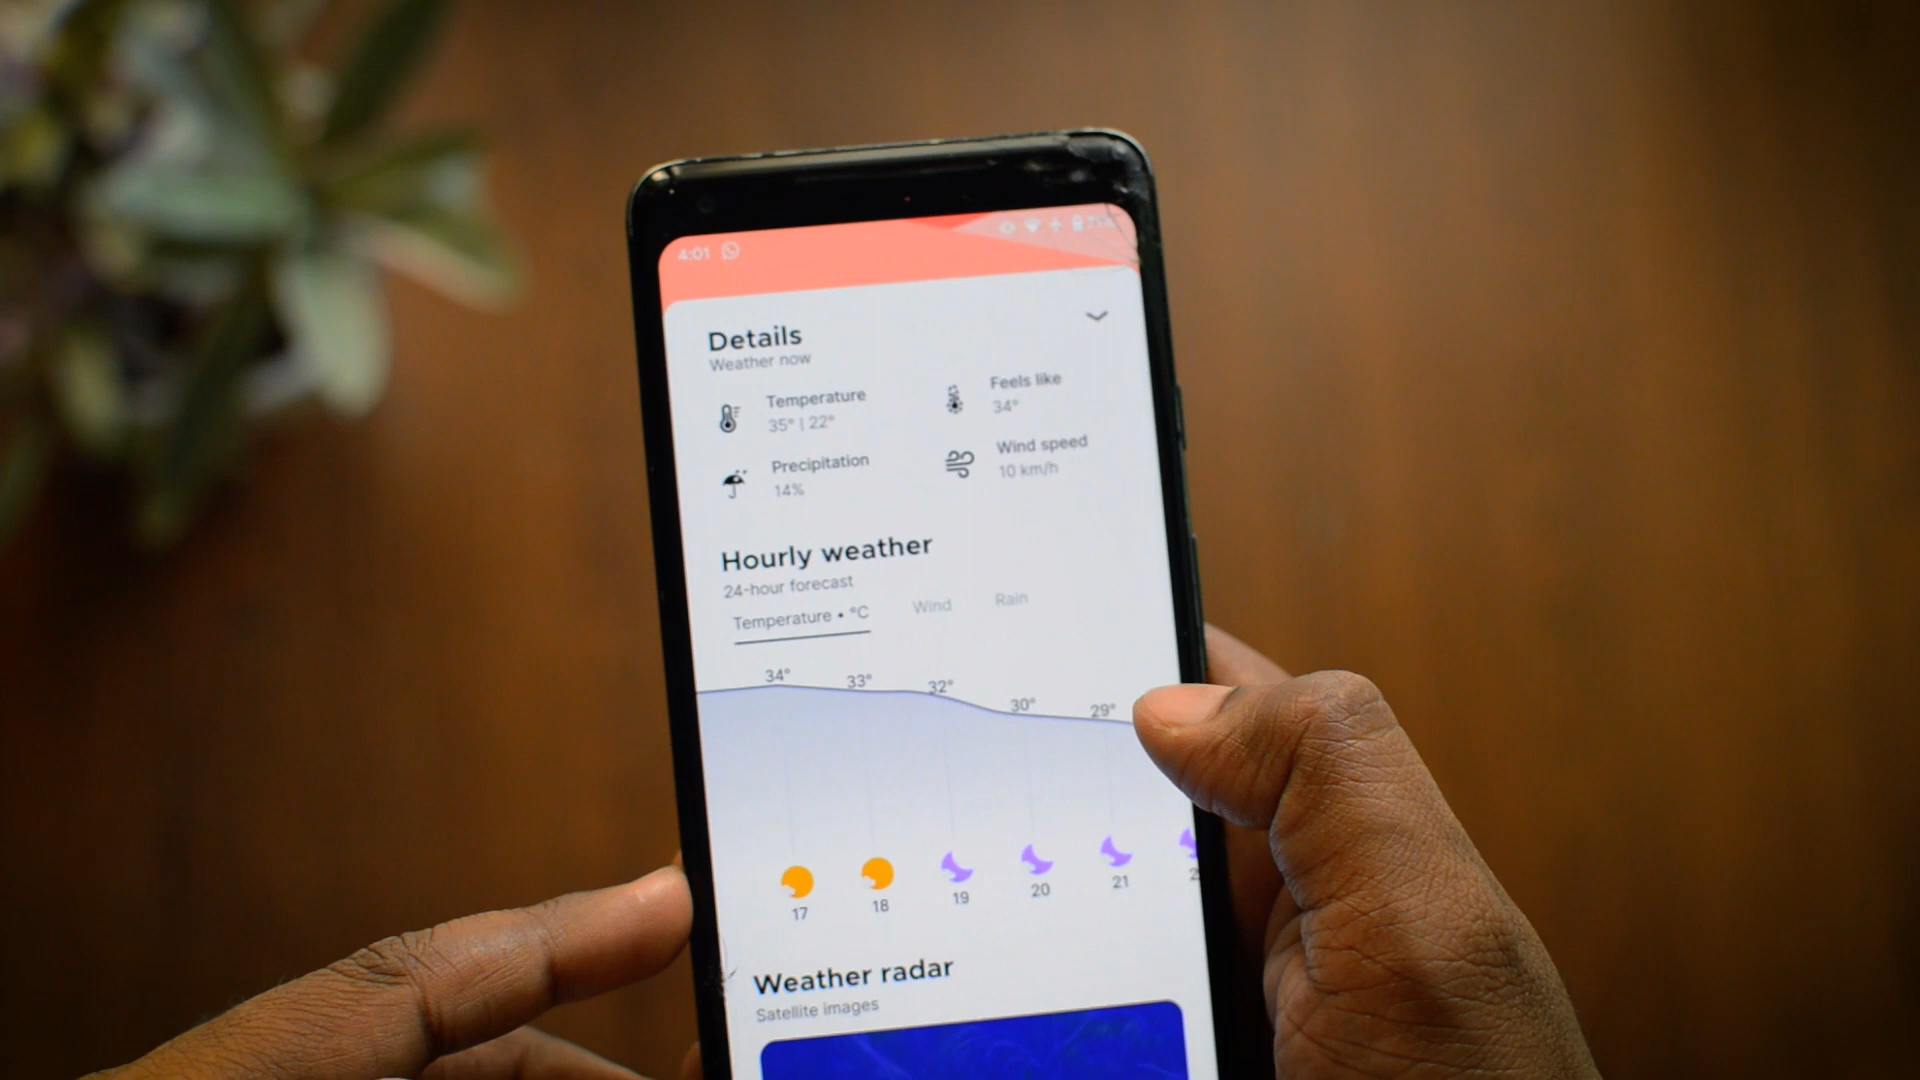 4:01
Details
Weather now
Temperature
35° | 22°
Feels like
34°
Precipitation
14%
Wind speed
10 km/h
Hourly weather
24-hour forecast
Temperature • °C Wind Rain
34° 33° 32° 30° 29°
17 18 19 20 21
Weather radar
Satellite images